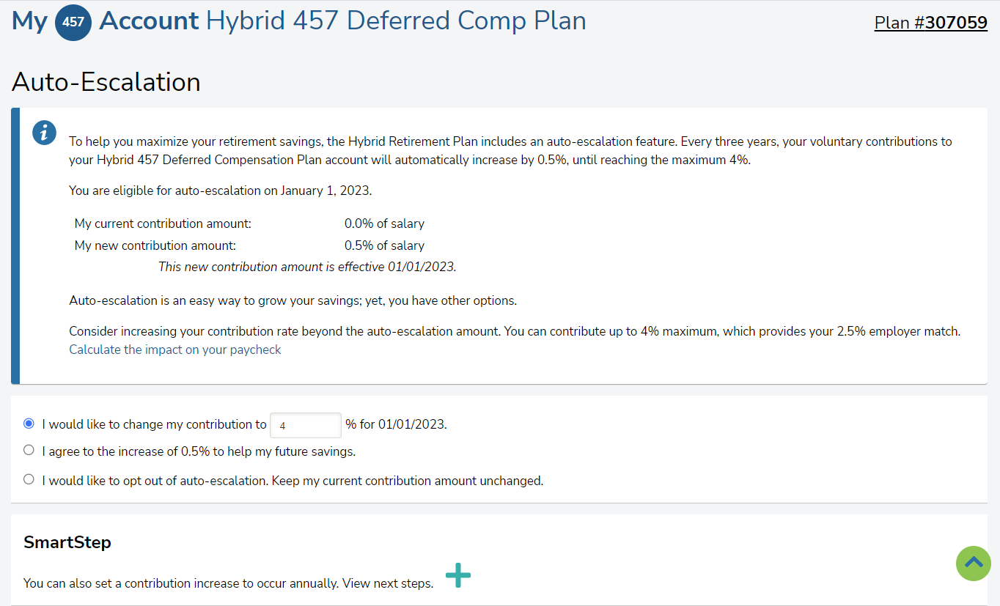 My 457 Account Hybrid 457 Deferred Comp Plan
Plan #307059
Auto-Escalation
To help you maximize your retirement savings, the Hybrid Retirement Plan includes an auto-escalation feature. Every three years, your voluntary contributions to
your Hybrid 457 Deferred Compensation Plan account will automatically increase by 0.5%, until reaching the maximum 4%.
You are eligible for auto-escalation on January 1, 2023.
My current contribution amount: 0.0% of salary
My new contribution amount: 0.5% of salary
This new contribution amount is effective 01/01/2023.
Auto-escalation is an easy way to grow your savings; yet, you have other options.
Consider increasing your contribution rate beyond the auto-escalation amount. You can contribute up to 4% maximum, which provides your 2.5% employer match.
Calculate the impact on your paycheck
I would like to change my contribution to 4 % for 01/01/2023.
I agree to the increase of 0.5% to help my future savings.
I would like to opt out of auto-escalation. Keep my current contribution amount unchanged.
SmartStep
You can also set a contribution increase to occur annually. View next steps.